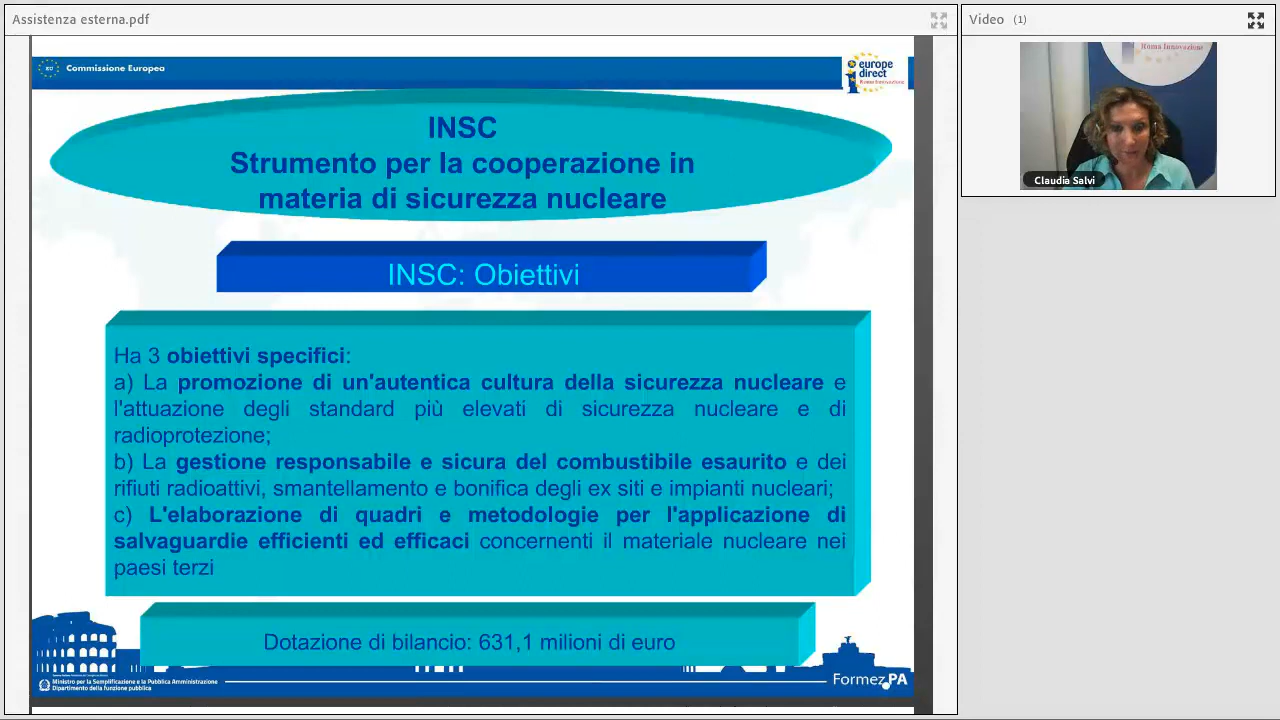 Assistenza esterna.pdf
Video (1)
Commissione Europea
europe
direct
Roma Innovazione
Roma Innovazione
Claudia Salvi
INSC
Strumento per la cooperazione in
materia di sicurezza nucleare
INSC: Obiettivi
Ha 3 obiettivi specifici:
a) La promozione di un'autentica cultura della sicurezza nucleare e
l'attuazione degli standard più elevati di sicurezza nucleare e di
radioprotezione;
b) La gestione responsabile e sicura del combustibile esaurito e dei
rifiuti radioattivi, smantellamento e bonifica degli ex siti e impianti nucleari;
c) L'elaborazione di quadri e metodologie per l'applicazione di
salvaguardie efficienti ed efficaci concernenti il materiale nucleare nei
paesi terzi
Dotazione di bilancio: 631,1 milioni di euro
Ministro per la Semplificazione e la Pubblica Amministrazione
Dipartimento della funzione pubblica
FormezPA